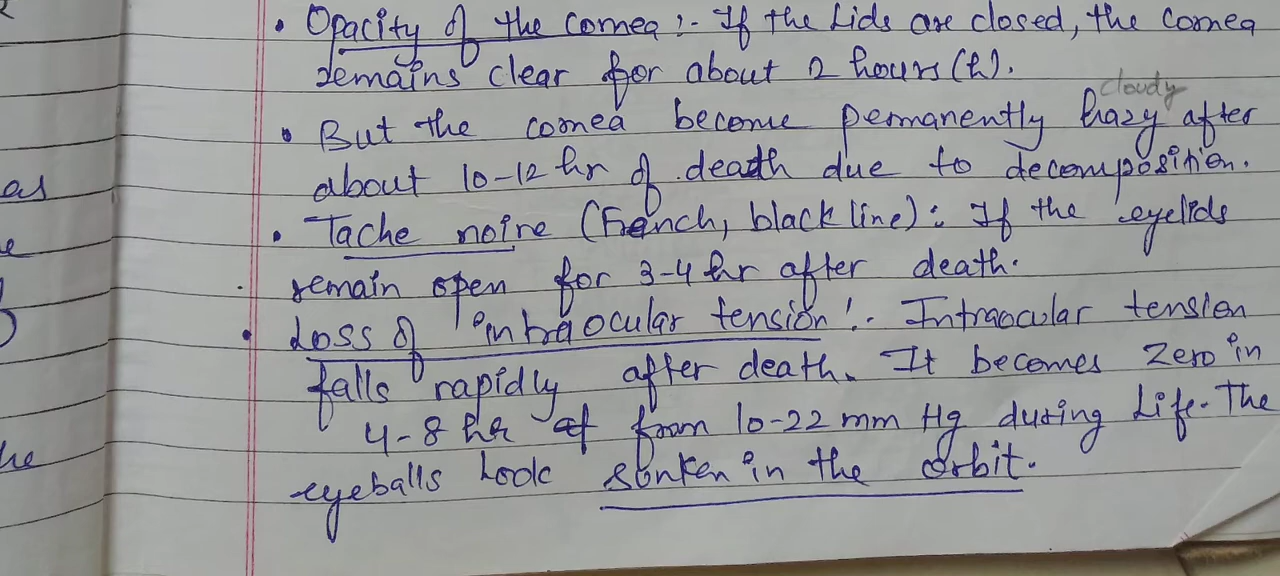 • Opacity of the cornea :- If the Lids are closed, the cornea
remains clear for about 2 hours (h).
cloudy
• But the cornea become permanently hazy after
about 10-12 hr of death due to decomposition.
as
• Tache noire (French, black line) : If the eyelids
remain open for 3-4 hr after death.
• Loss of intraocular tension :- Intraocular tension
falls rapidly after death. It becomes Zero in
4-8 hr from 10-22 mm Hg during Life. The
he
eyeballs Look sunken in the orbit.